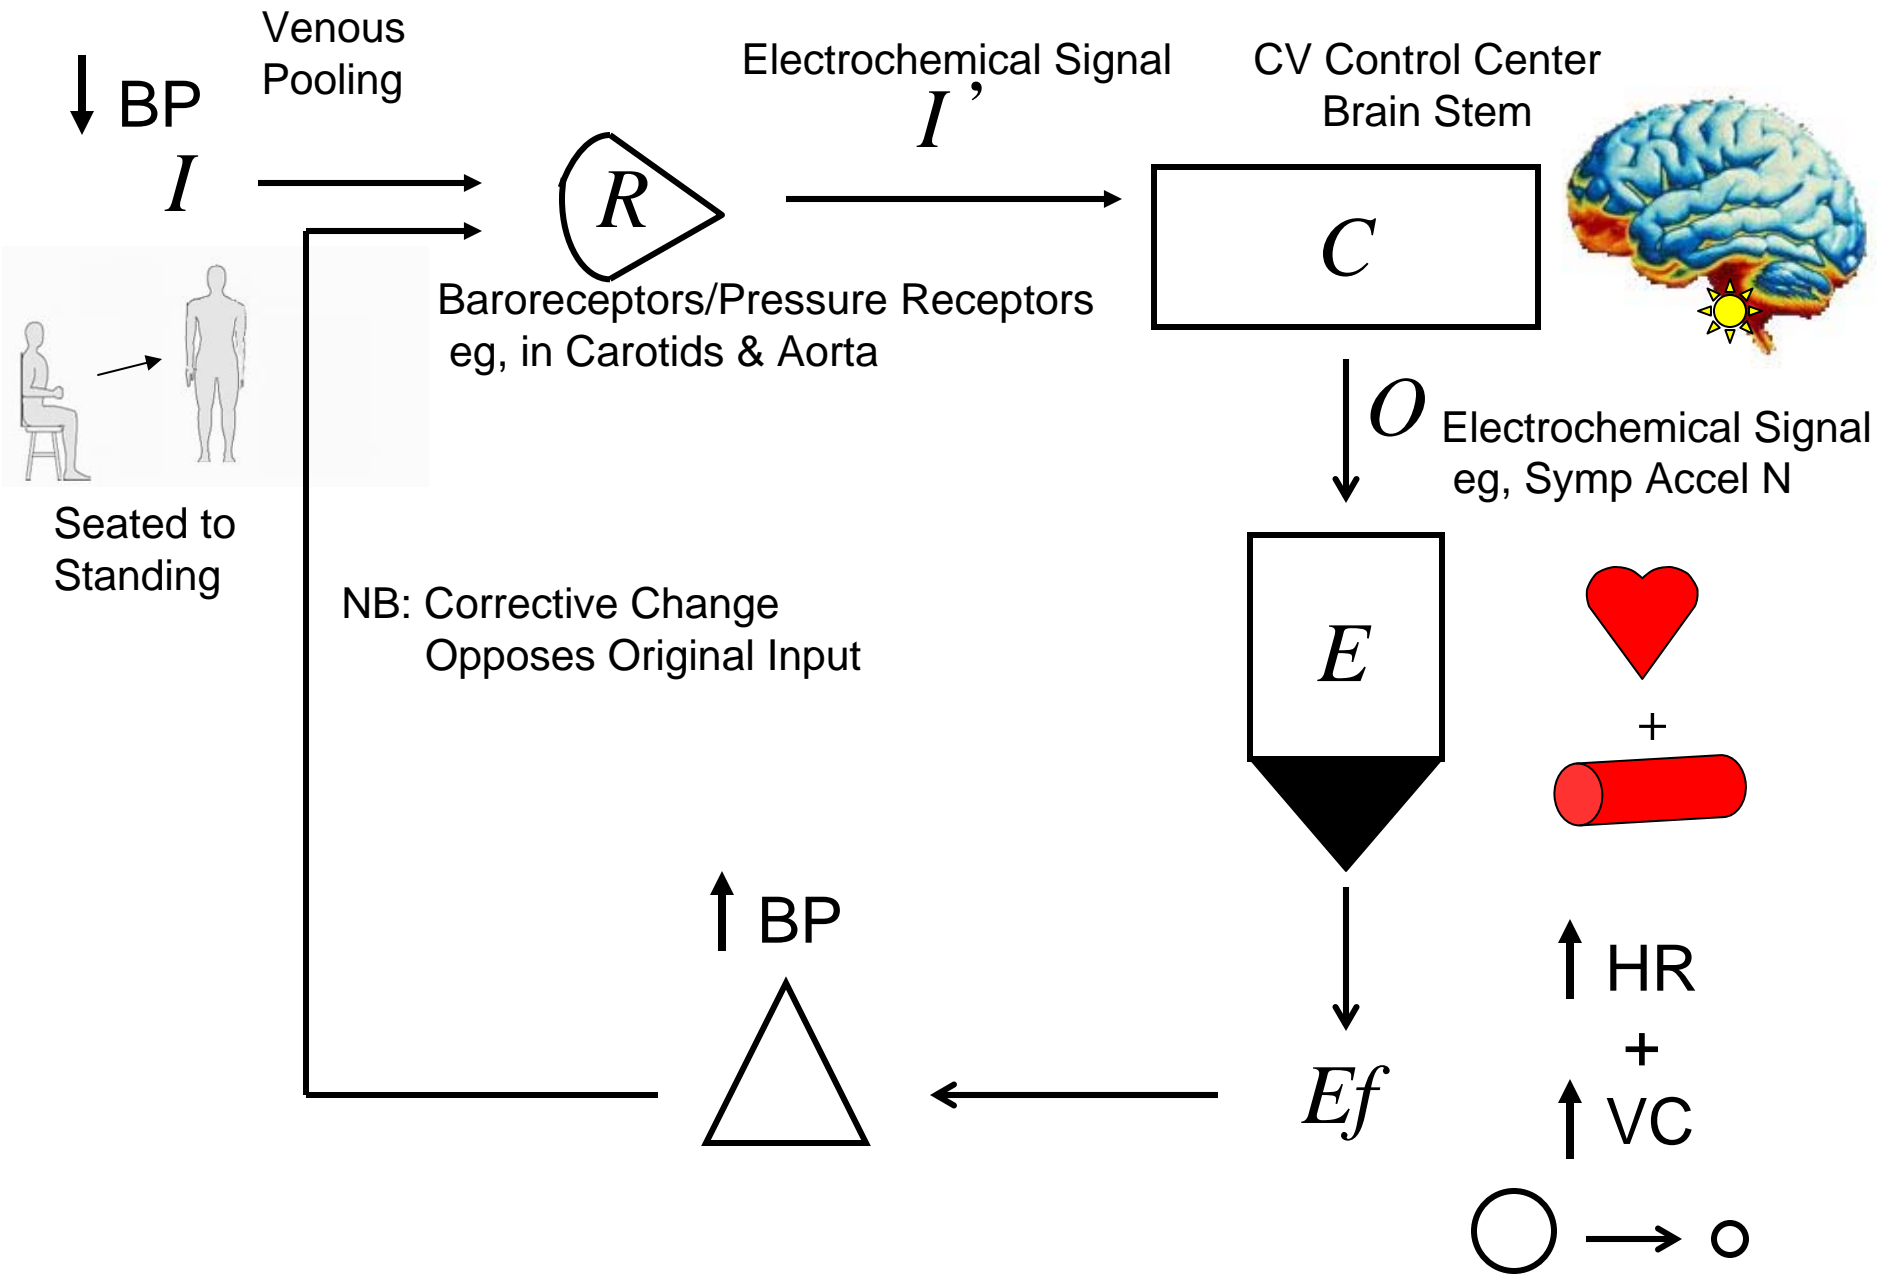 Venous
Pooling
↓ BP
I
Electrochemical Signal
I’
CV Control Center
Brain Stem
R
C
Baroreceptors/Pressure Receptors
eg, in Carotids & Aorta
O
Electrochemical Signal
eg, Symp Accel N
Seated to
Standing
NB: Corrective Change
Opposes Original Input
E
+
↑ BP
Ef
↑ HR
+
↑ VC